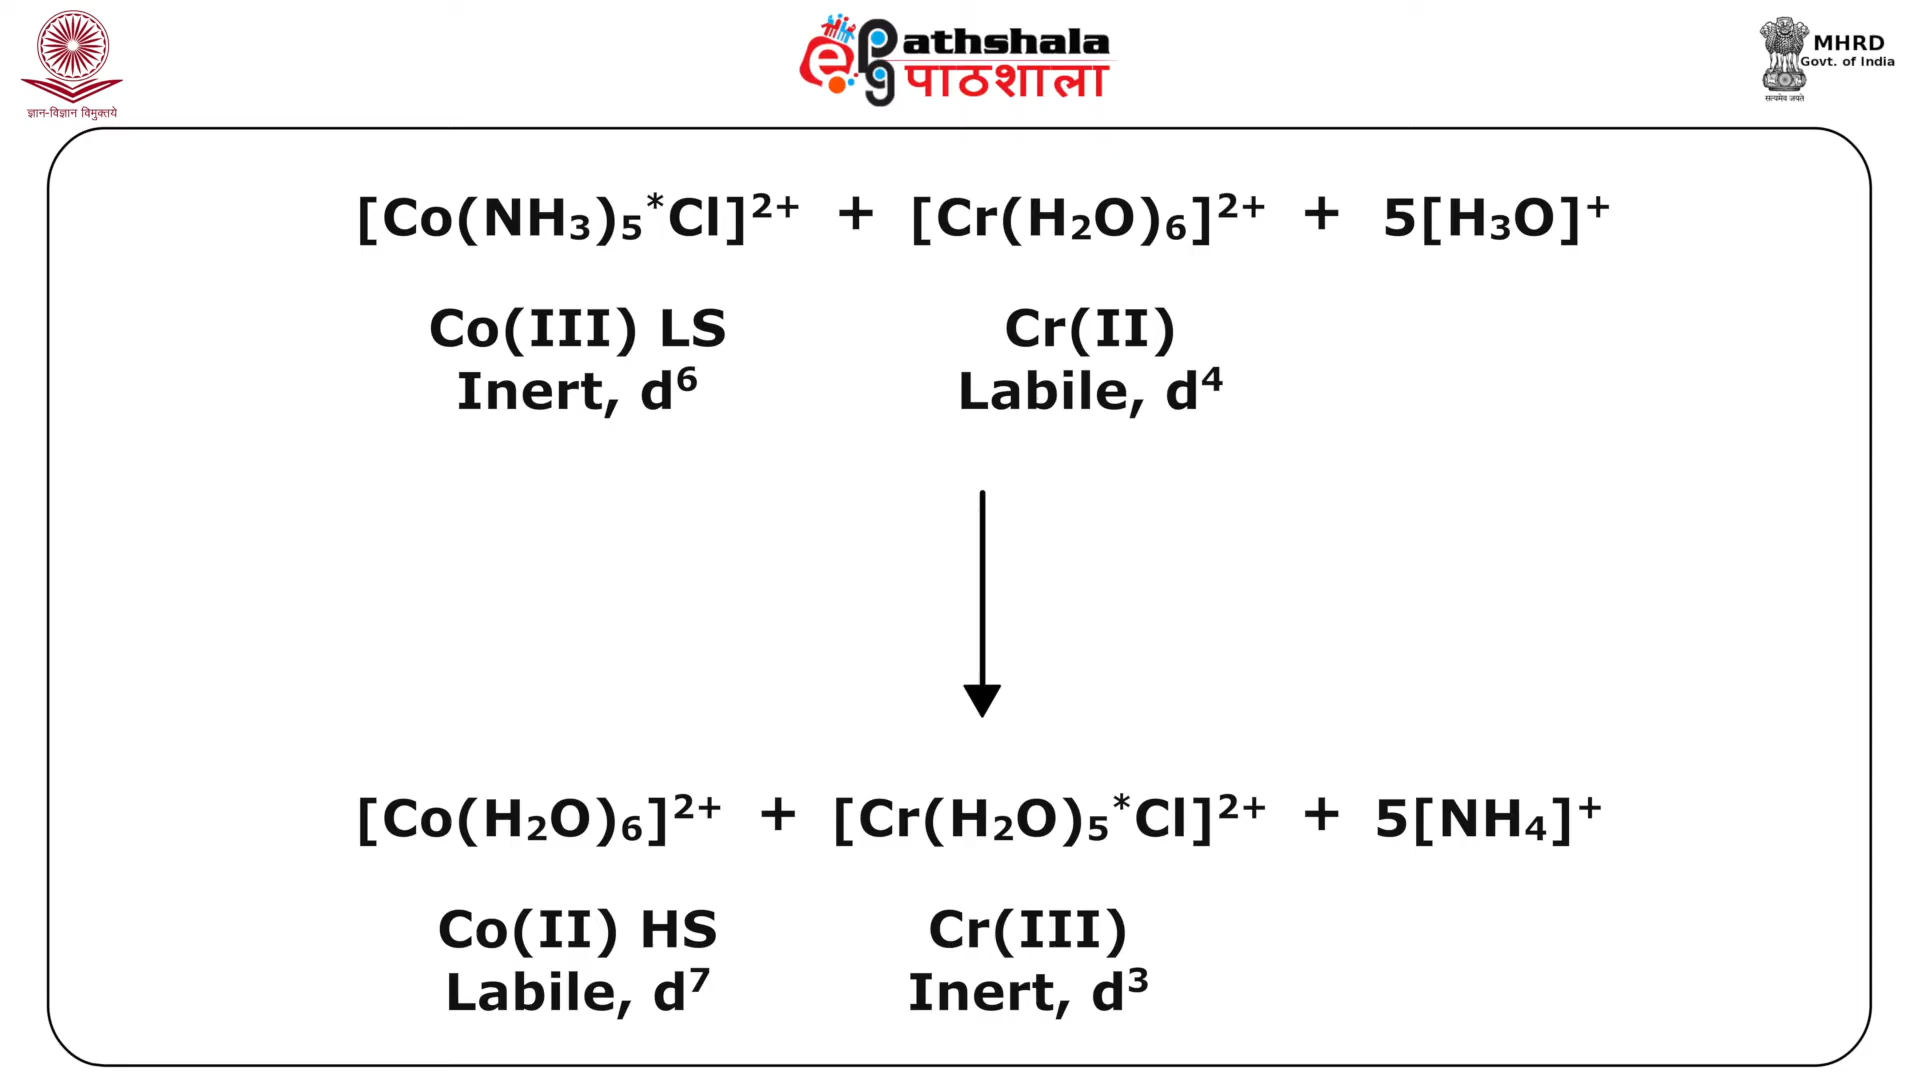 ज्ञान-विज्ञान विमुक्तये
e PG Pathshala
पाठशाला
सत्यमेव जयते
MHRD
Govt. of India
[Co(NH₃)₅*Cl]²⁺ + [Cr(H₂O)₆]²⁺ + 5[H₃O]⁺
Co(III) LS Cr(II)
Inert, d⁶ Labile, d⁴
[Co(H₂O)₆]²⁺ + [Cr(H₂O)₅*Cl]²⁺ + 5[NH₄]⁺
Co(II) HS Cr(III)
Labile, d⁷ Inert, d³